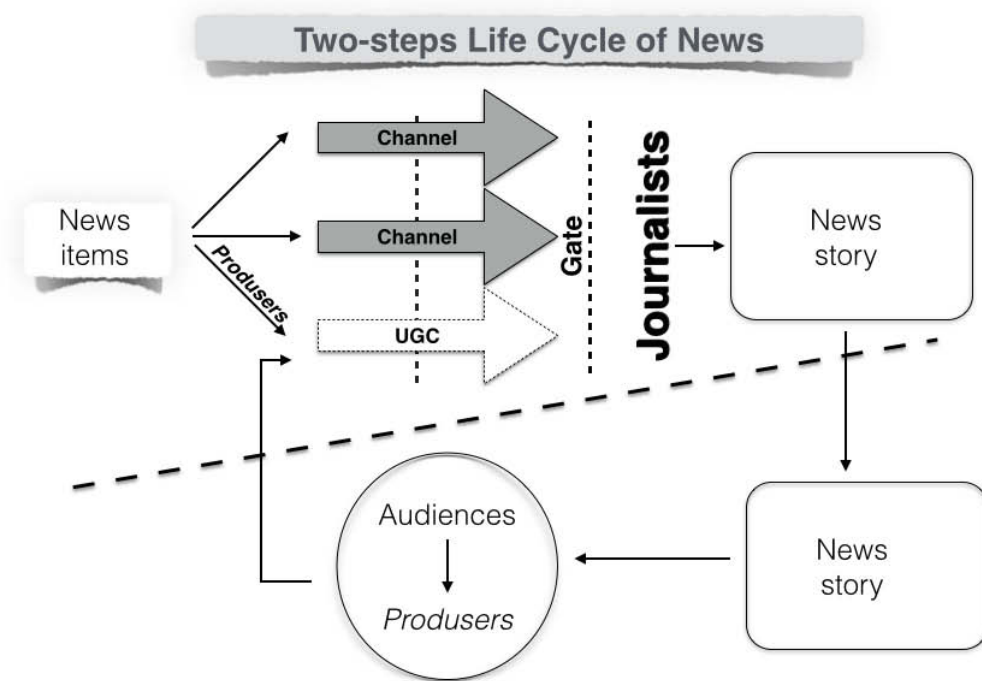 Two-steps Life Cycle of News
Channel
News
items
Channel
Produsers
UGC
Gate
Journalists
News
story
Audiences
Produsers
News
story